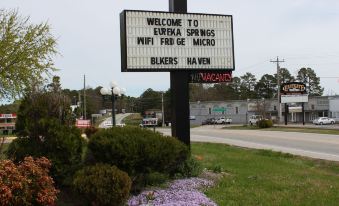 WELCOME TO
EUREKA SPRINGS
WIFI FRIDGE MICRO
BLKERS HAVEN
VACANCY